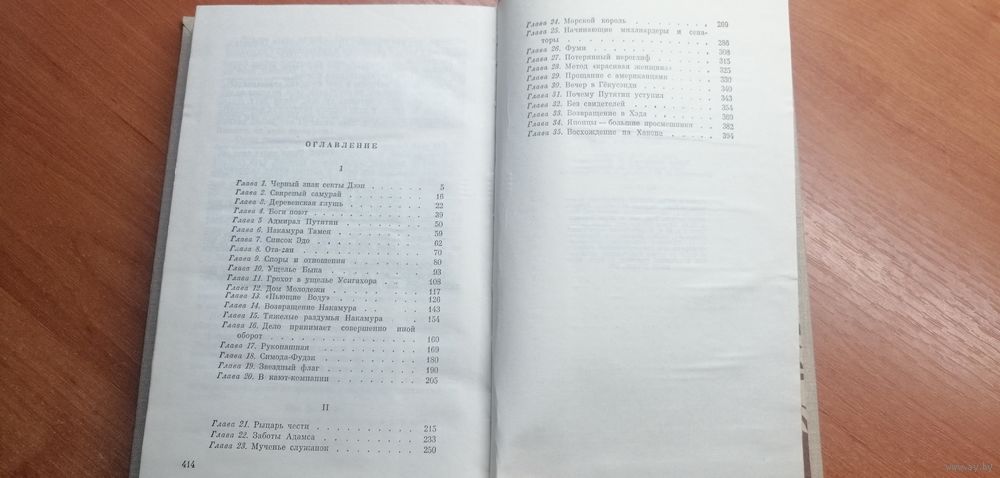 ОГЛАВЛЕНИЕ
I
Глава 1. Черный знак секты Дзэн . . . . . . 5
Глава 2. Свирепый самурай . . . . . . 16
Глава 3. Деревенская глушь . . . . . . 22
Глава 4. Боги поют . . . . . . 39
Глава 5 Адмирал Путятин . . . . . . 50
Глава 6. Накамура Тамея . . . . . . 59
Глава 7. Список Эдо . . . . . . 62
Глава 8. Ота-сан . . . . . . 70
Глава 9. Споры и отношения . . . . . . 80
Глава 10. Ущелье Быка . . . . . . 93
Глава 11. Грохот в ущелье Усигахора . . . . 108
Глава 12. Дом Молодежи . . . . . . 117
Глава 13. «Пьющие Воду» . . . . . . 126
Глава 14. Возвращение Накамура . . . . . 143
Глава 15. Тяжелые раздумья Накамура . . . . 154
Глава 16. Дело принимает совершенно иной
оборот . . . . . . 160
Глава 17. Рукопашная . . . . . . 169
Глава 18. Симода-Фудзи . . . . . . 180
Глава 19. Звездный флаг . . . . . . 190
Глава 20. В кают-компании . . . . . . 205
II
Глава 21. Рыцарь чести . . . . . . 215
Глава 22. Заботы Адамса . . . . . . 233
Глава 23. Мученье служанок . . . . . . 250
414
Глава 24. Морской король . . . . . . 269
Глава 25. Начинающие миллиардеры и сена-
торы . . . . . . 286
Глава 26. Фуми . . . . . . 308
Глава 27. Потерянный иероглиф . . . . . 315
Глава 28. Метод «красивая женщина» . . . . 325
Глава 29. Прощание с американцами . . . . 330
Глава 30. Вечер в Гёкусэнди . . . . . 340
Глава 31. Почему Путятин уступил . . . . 343
Глава 32. Без свидетелей . . . . . . 354
Глава 33. Возвращение в Хэда . . . . . 369
Глава 34. Японцы — большие насмешники . . 382
Глава 35. Восхождение на Хаконе . . . . . 394
www.ay.by